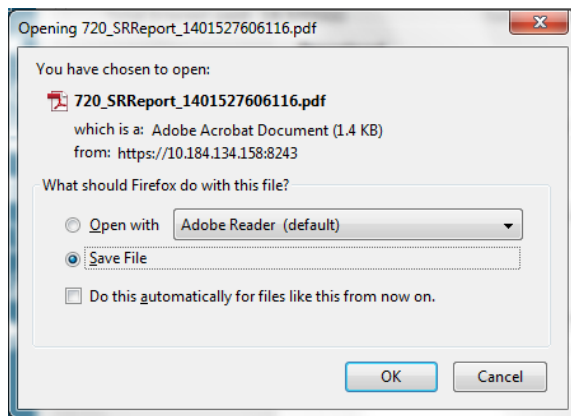 Opening 720_SRReport_1401527606116.pdf
You have chosen to open:
720_SRReport_1401527606116.pdf
which is a: Adobe Acrobat Document (1.4 KB)
from: https://10.184.134.158:8243
What should Firefox do with this file?
Open with Adobe Reader (default)
Save File
Do this automatically for files like this from now on.
OK Cancel